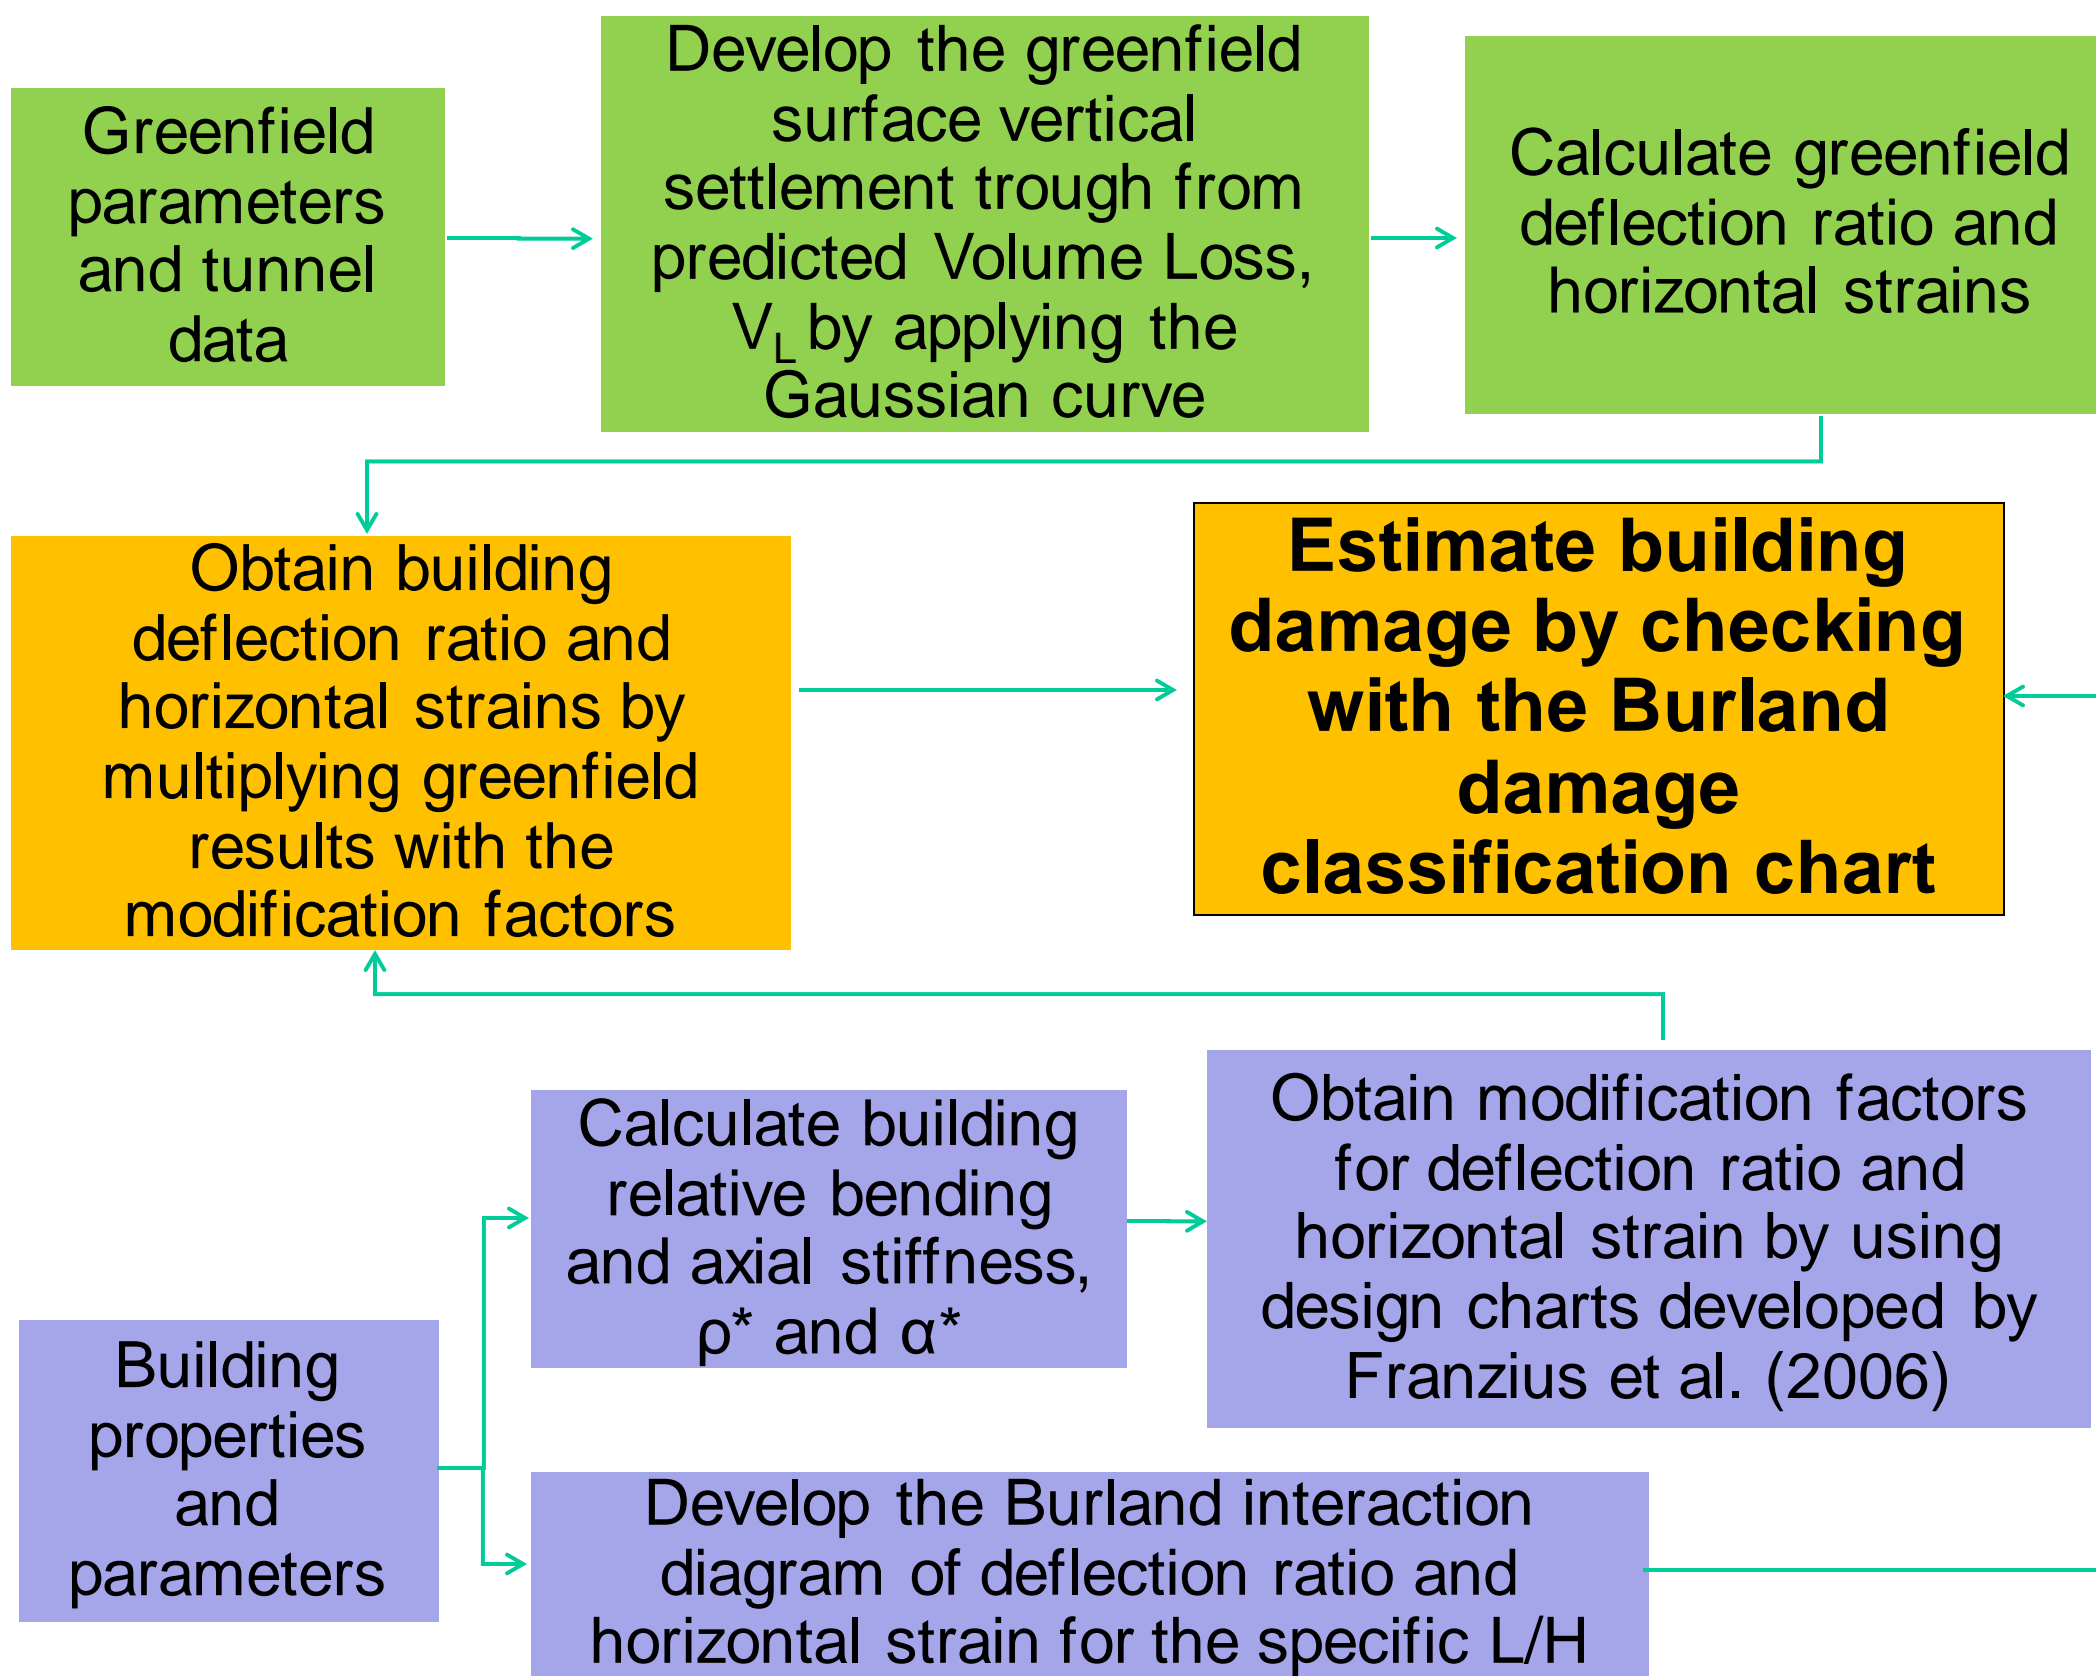 Greenfield
parameters
and tunnel
data
Develop the greenfield
surface vertical
settlement trough from
predicted Volume Loss,
V_L by applying the
Gaussian curve
Calculate greenfield
deflection ratio and
horizontal strains
Obtain building
deflection ratio and
horizontal strains by
multiplying greenfield
results with the
modification factors
Estimate building
damage by checking
with the Burland
damage
classification chart
Building
properties
and
parameters
Calculate building
relative bending
and axial stiffness,
ρ* and α*
Obtain modification factors
for deflection ratio and
horizontal strain by using
design charts developed by
Franzius et al. (2006)
Develop the Burland interaction
diagram of deflection ratio and
horizontal strain for the specific L/H